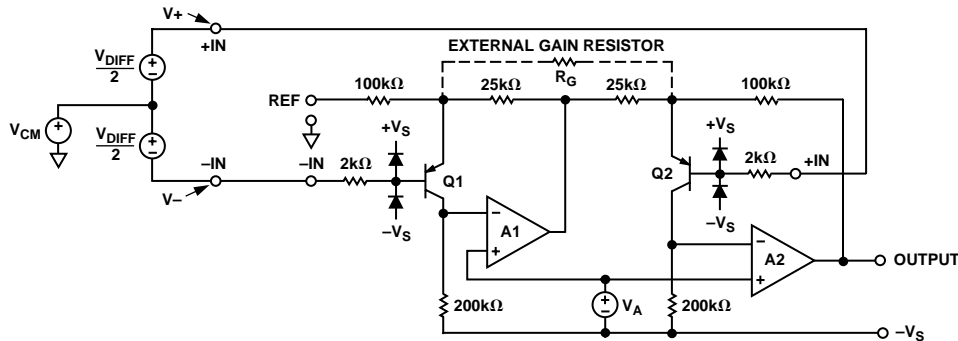 V+
+IN
EXTERNAL GAIN RESISTOR
R_G
V_DIFF
2
100kΩ
25kΩ
25kΩ
100kΩ
REF
V_CM
V_DIFF
2
+V_S
+V_S
–IN
–IN
2kΩ
Q1
Q2
2kΩ
+IN
V–
–V_S
–V_S
A1
A2
OUTPUT
200kΩ
V_A
200kΩ
–V_S